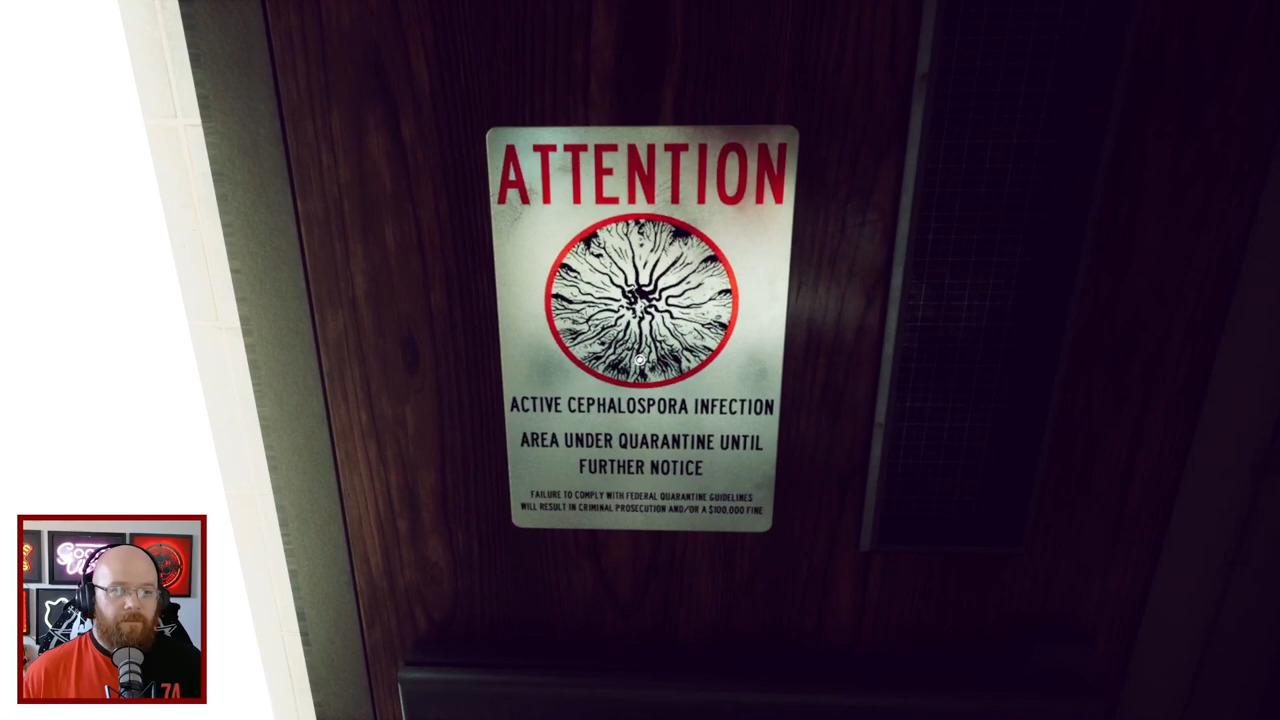 ATTENTION
ACTIVE CEPHALOSPORA INFECTION
AREA UNDER QUARANTINE UNTIL
FURTHER NOTICE
FAILURE TO COMPLY WITH FEDERAL QUARANTINE GUIDELINES
WILL RESULT IN CRIMINAL PROSECUTION AND/OR A $100,000 FINE